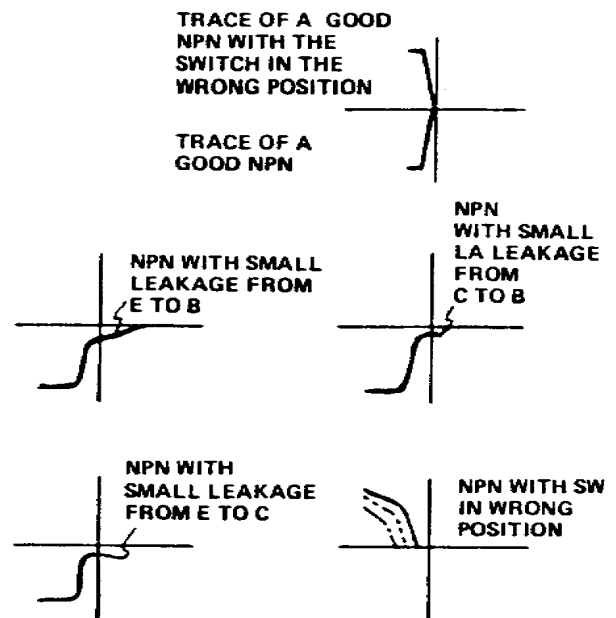 TRACE OF A GOOD
NPN WITH THE
SWITCH IN THE
WRONG POSITION
TRACE OF A
GOOD NPN
NPN WITH SMALL
LEAKAGE FROM
E TO B
NPN
WITH SMALL
LA LEAKAGE
FROM
C TO B
NPN WITH
SMALL LEAKAGE
FROM E TO C
NPN WITH SW
IN WRONG
POSITION